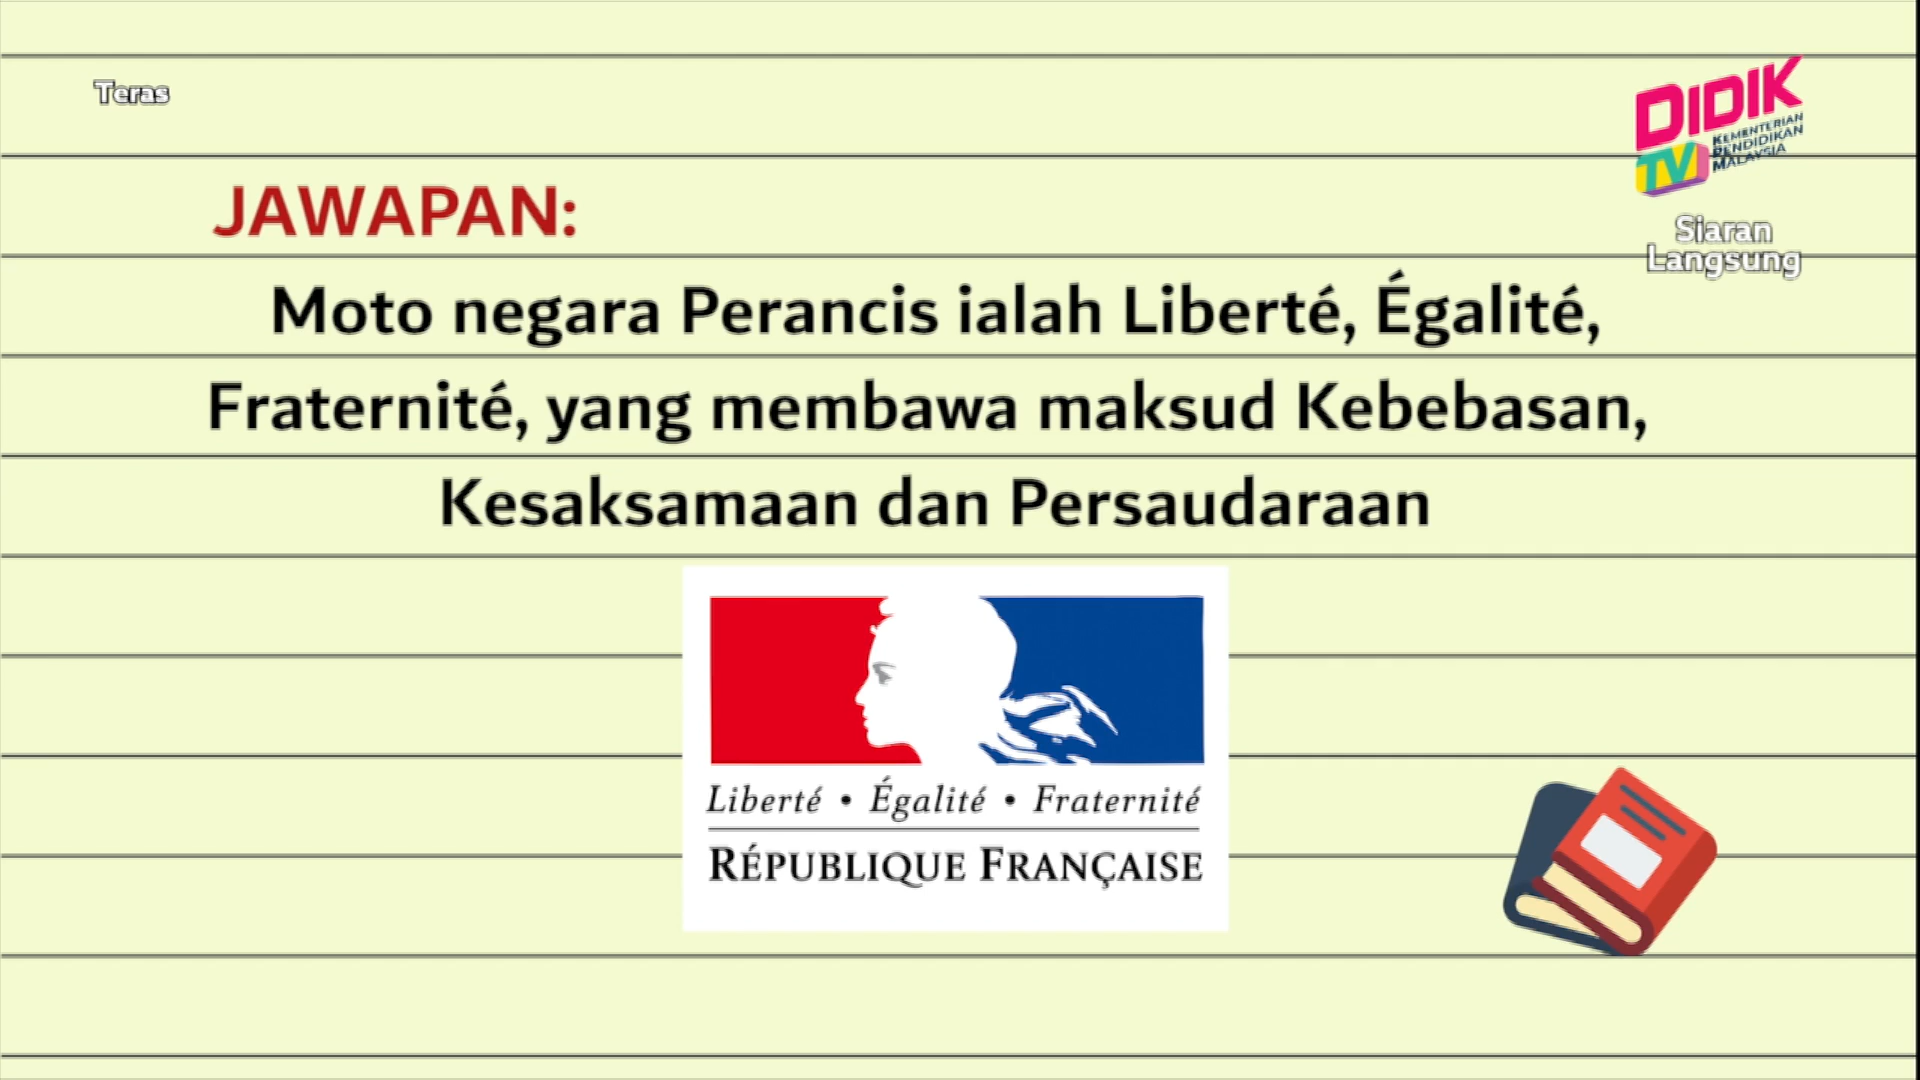 Teras
DIDIK
TV
KEMENTERIAN
PENDIDIKAN
MALAYSIA
Siaran
Langsung
JAWAPAN:
Moto negara Perancis ialah Liberté, Égalité,
Fraternité, yang membawa maksud Kebebasan,
Kesaksamaan dan Persaudaraan
Liberté • Égalité • Fraternité
RÉPUBLIQUE FRANÇAISE